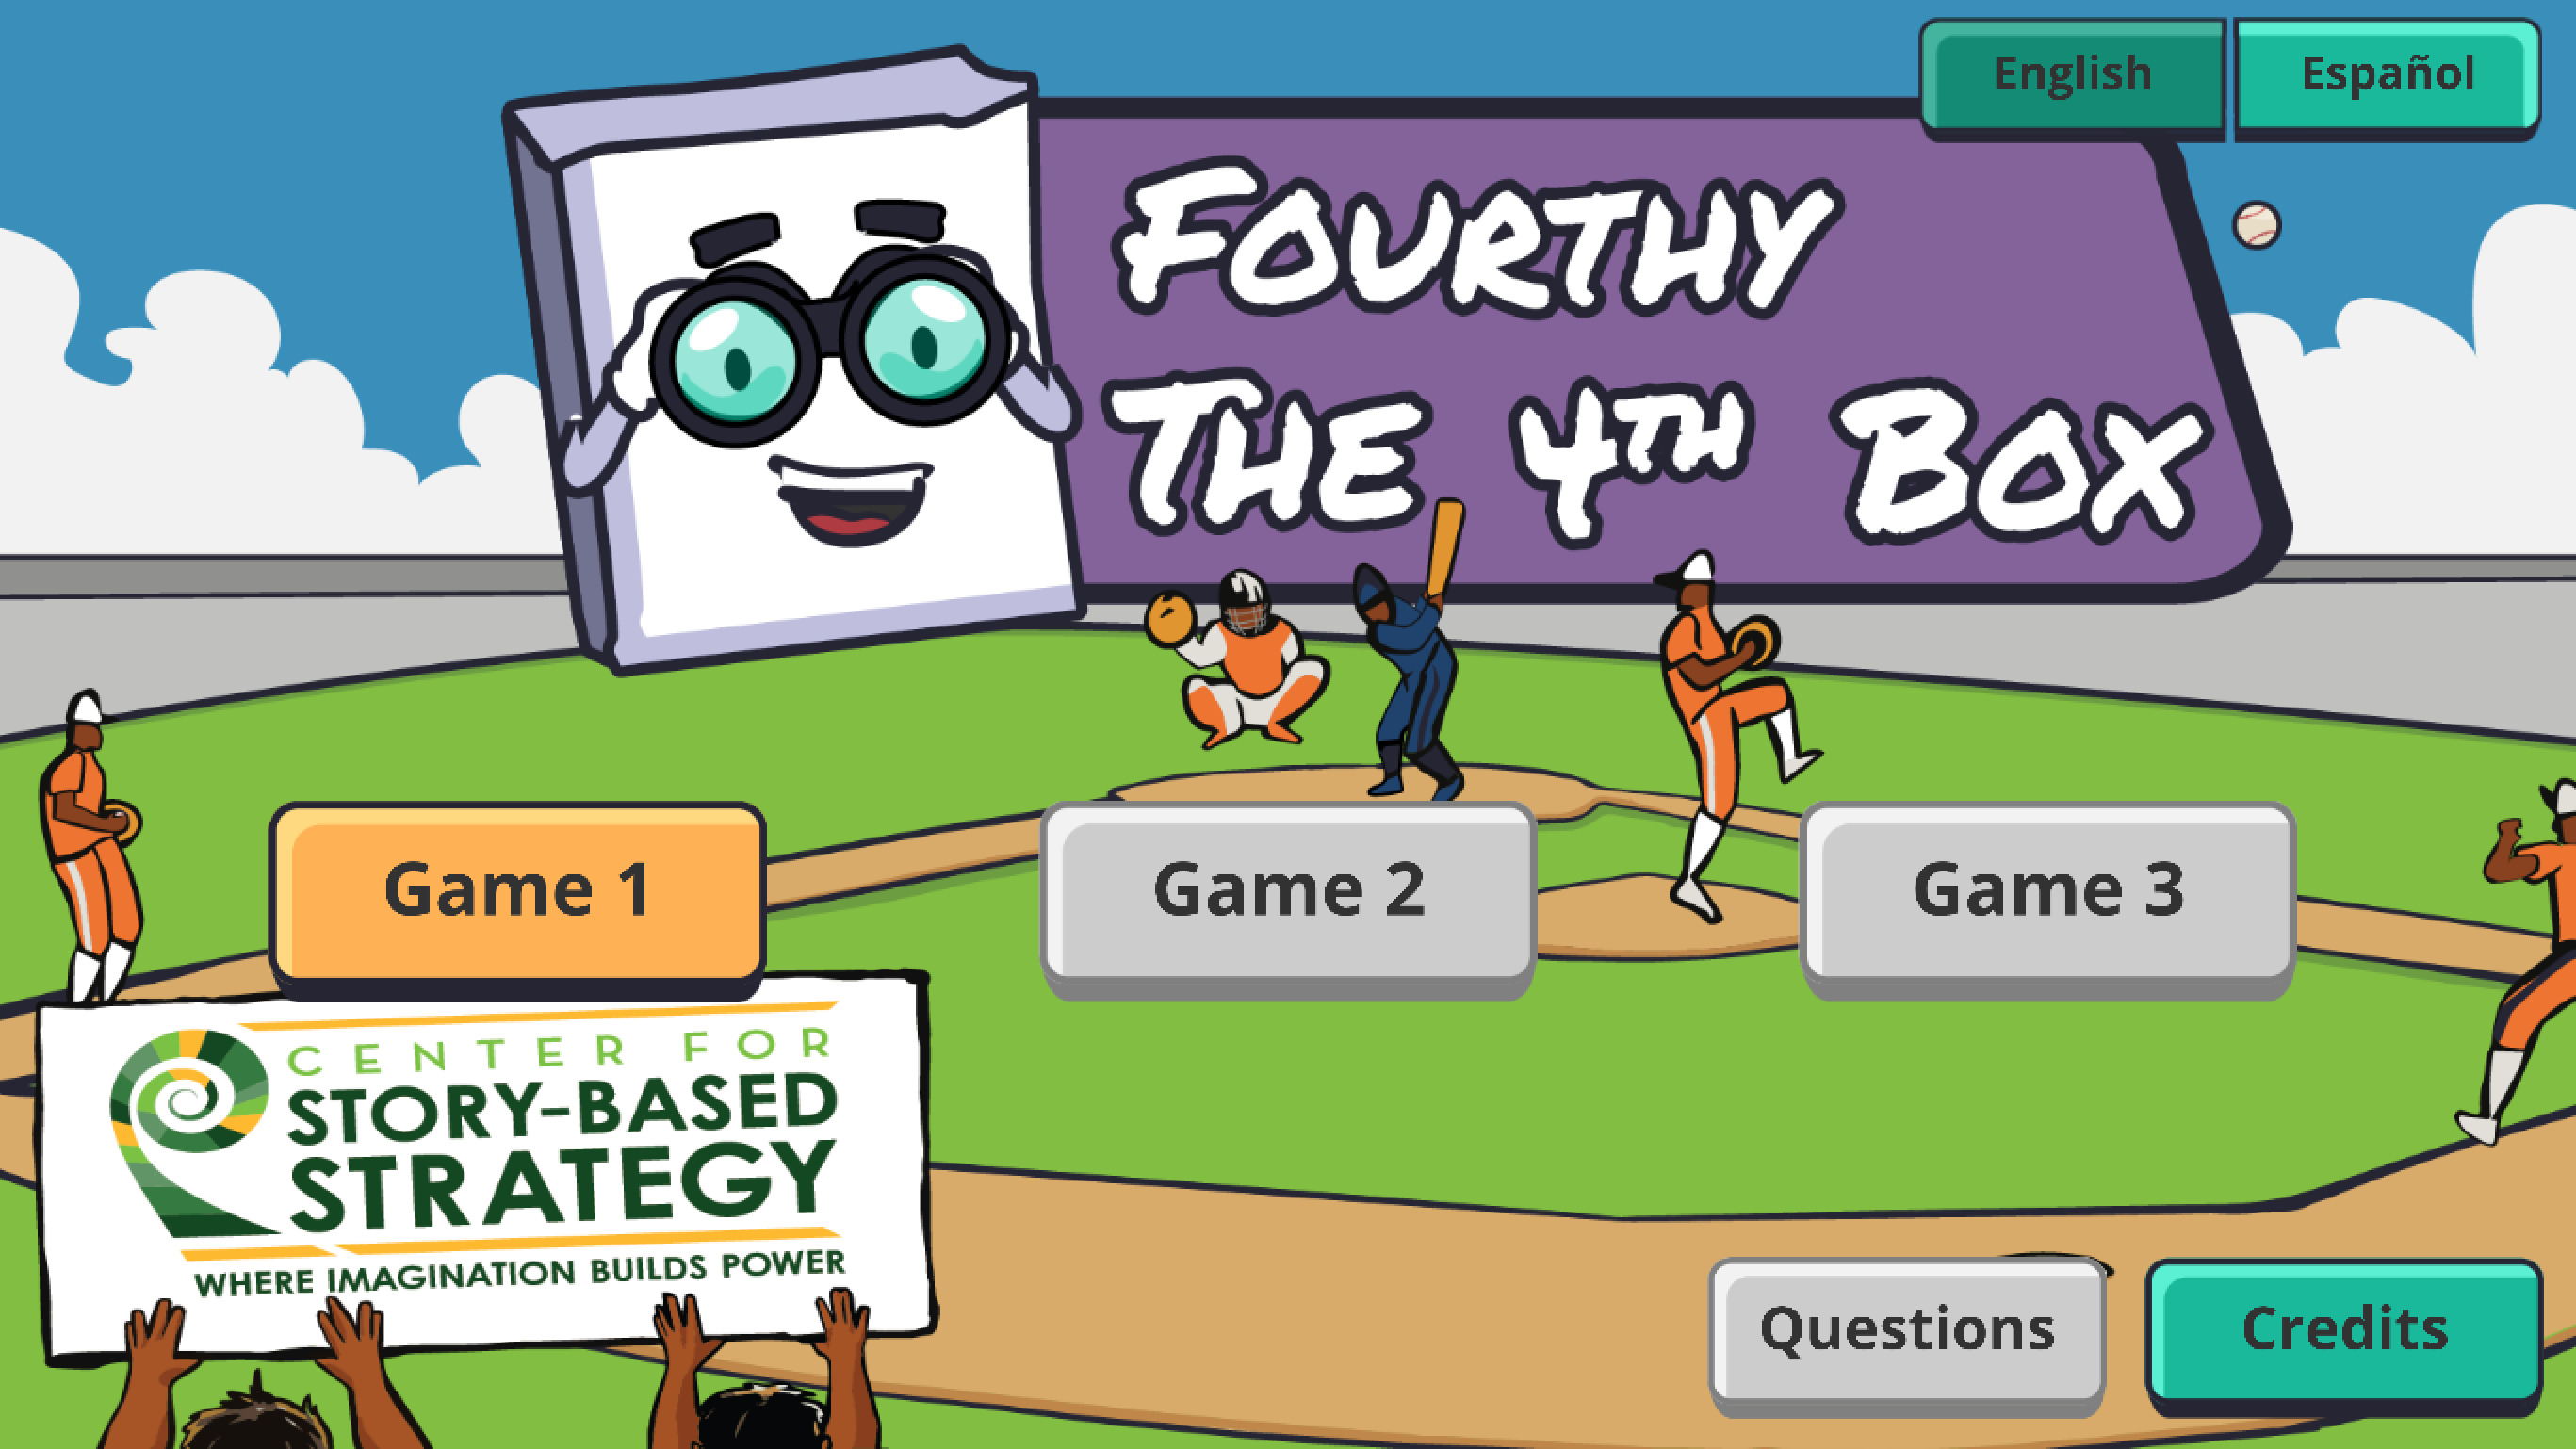 English
Español
FOURTHY
THE 4TH BOX
Game 1
Game 2
Game 3
CENTER FOR
STORY-BASED
STRATEGY
WHERE IMAGINATION BUILDS POWER
Questions
Credits